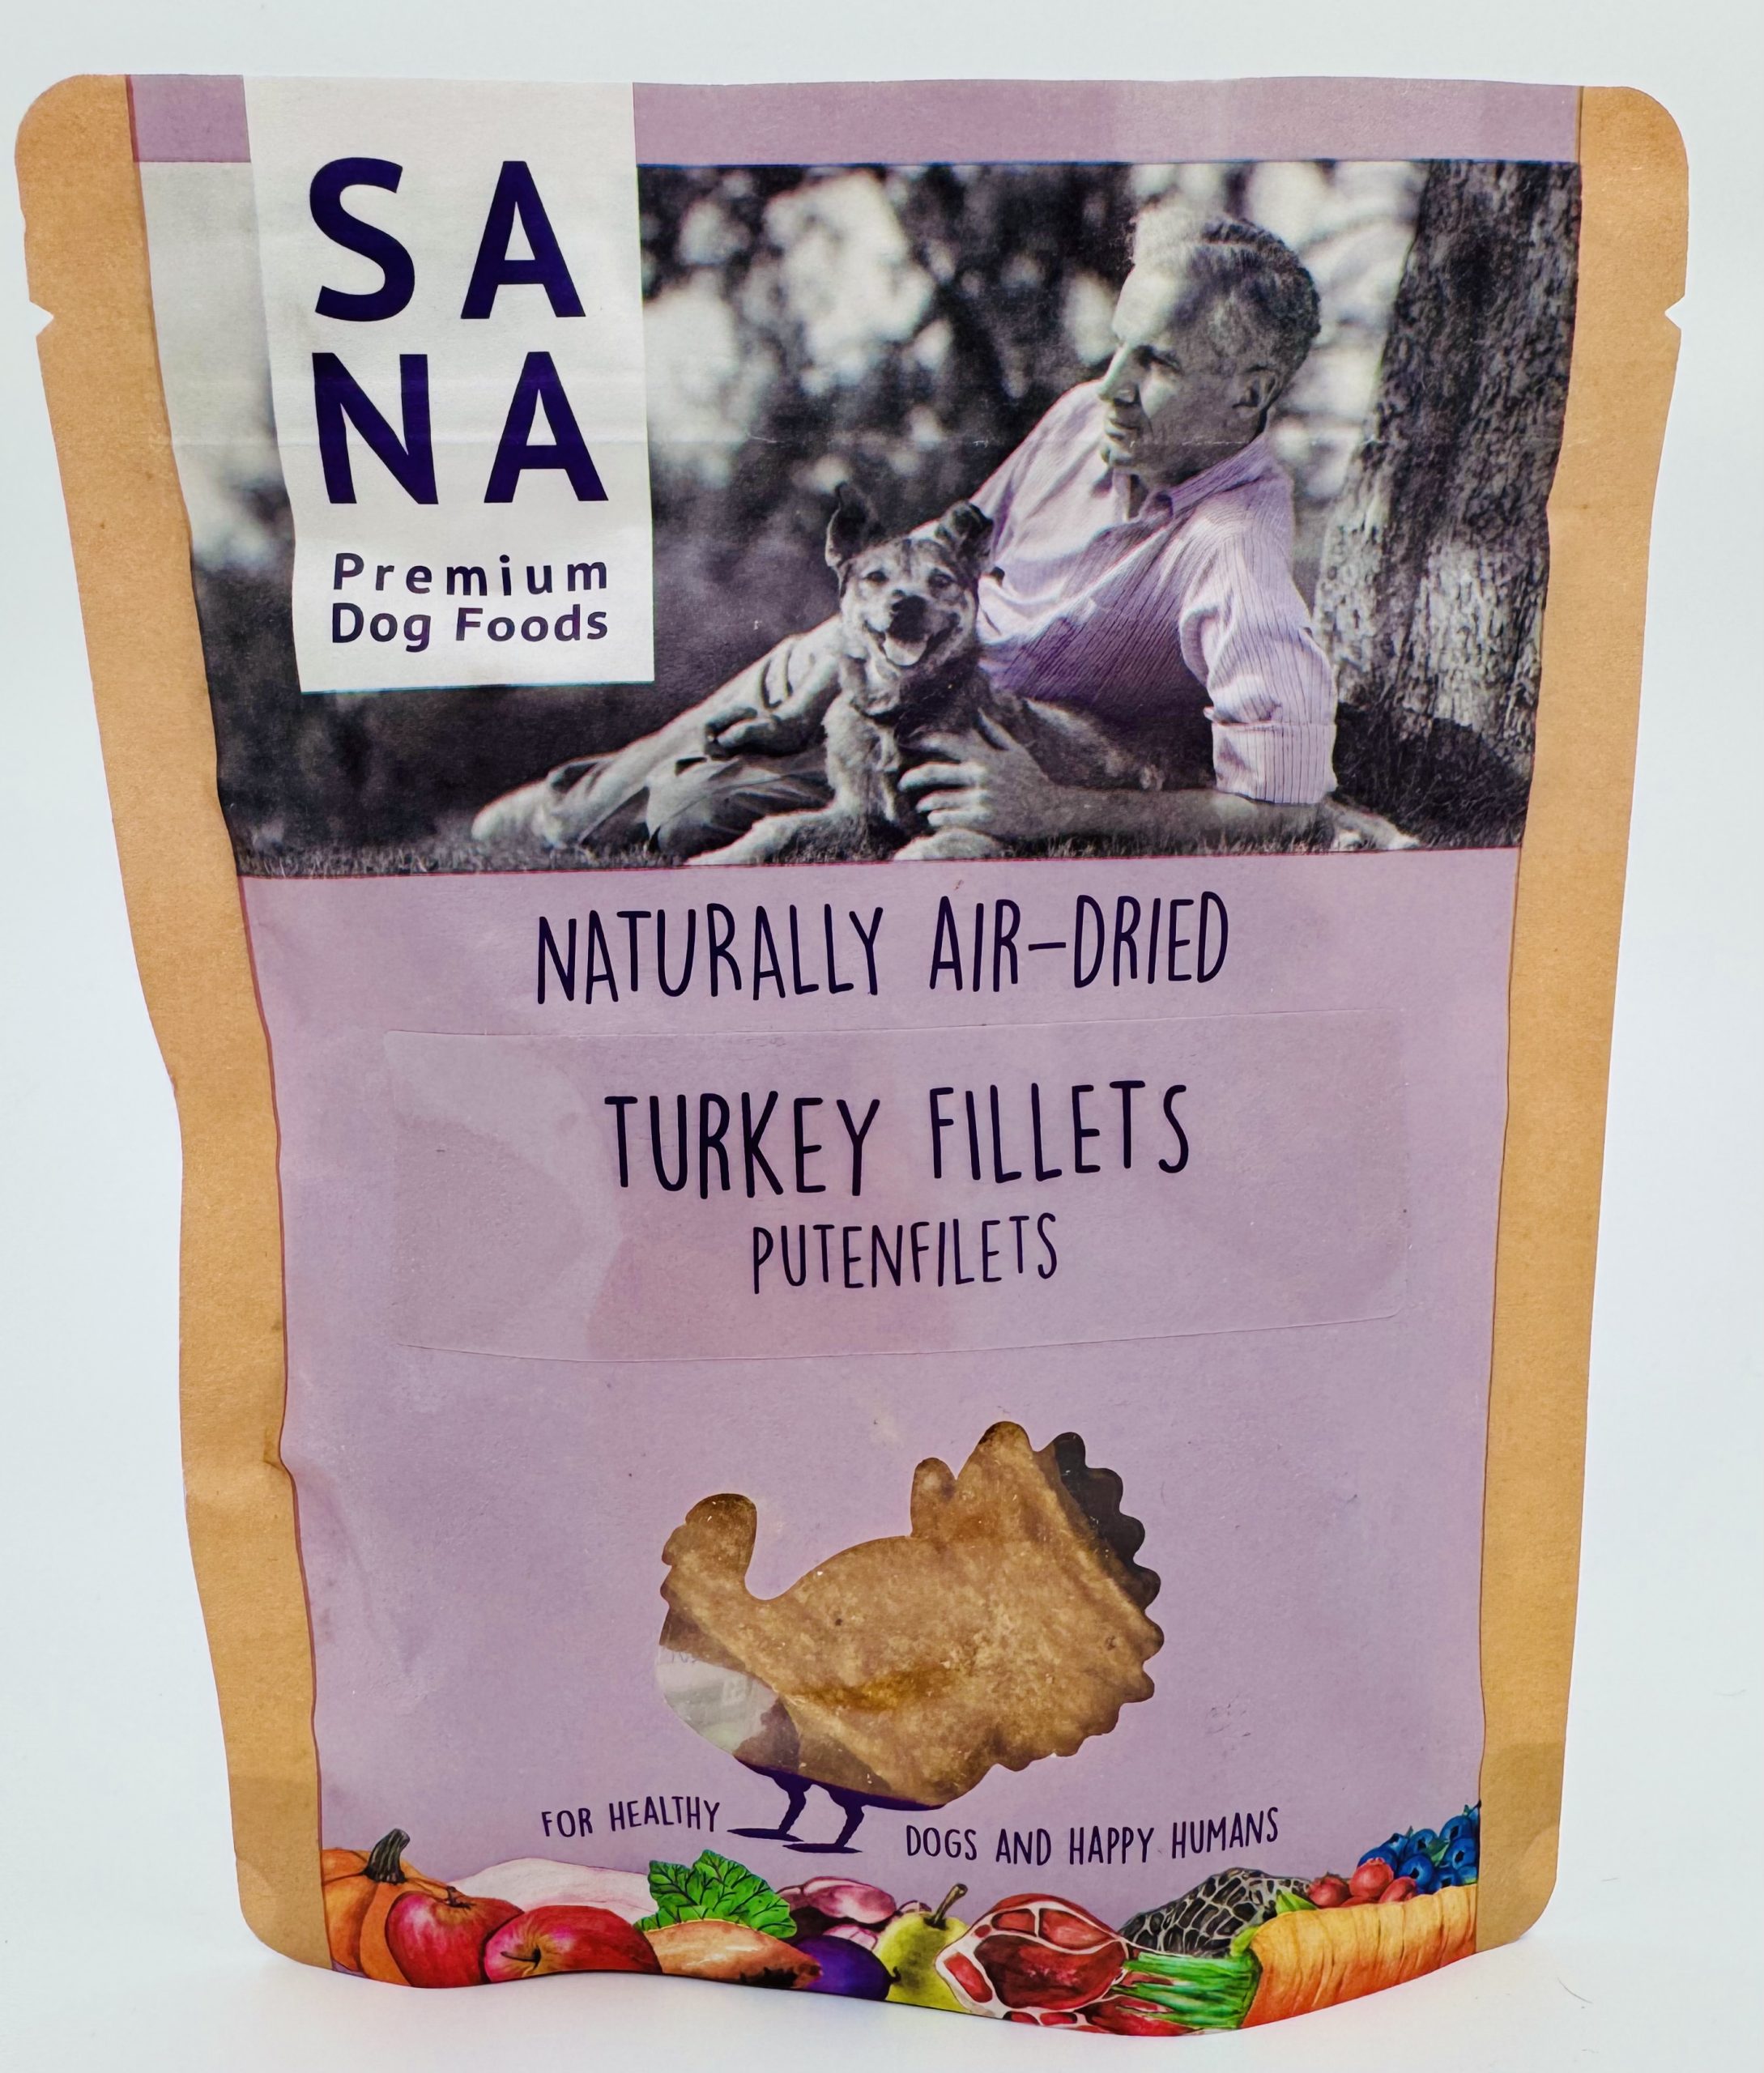 SA
NA
Premium
Dog Foods
NATURALLY AIR-DRIED
TURKEY FILLETS
PUTENFILETS
FOR HEALTHY DOGS AND HAPPY HUMANS